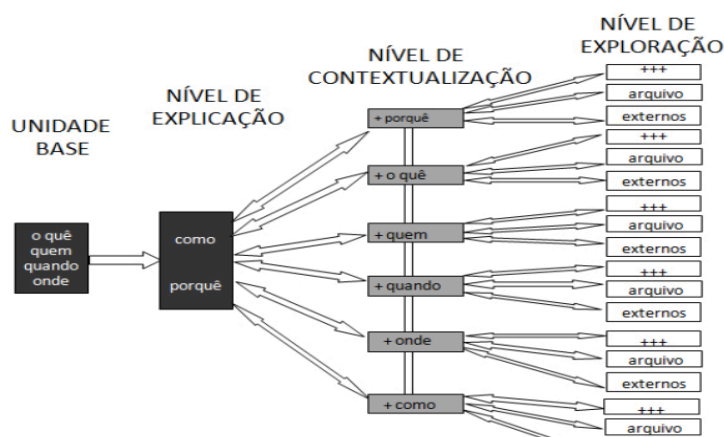 UNIDADE
BASE
o quê
quem
quando
onde
NÍVEL DE
EXPLICAÇÃO
como
porquê
NÍVEL DE
CONTEXTUALIZAÇÃO
+ porquê
+ o quê
+ quem
+ quando
+ onde
+ como
NÍVEL DE
EXPLORAÇÃO
+++
arquivo
externos
+++
arquivo
externos
+++
arquivo
externos
+++
arquivo
externos
+++
arquivo
externos
+++
arquivo